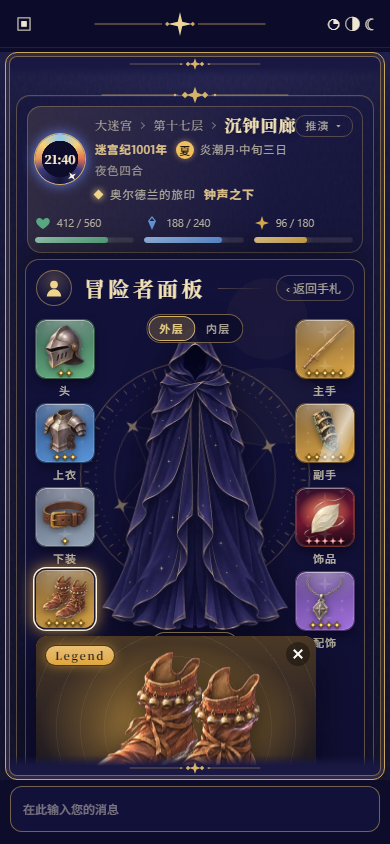 大迷宫 › 第十七层 › 沉钟回廊
推演
21:40
迷宫纪1001年 夏 炎潮月·中旬三日
夜色四合
奥尔德兰的旅印 钟声之下
412 / 560
188 / 240
96 / 180
冒险者面板
‹ 返回手札
外层 内层
头
主手
上衣
副手
下装
饰品
配饰
Legend
在此输入您的消息